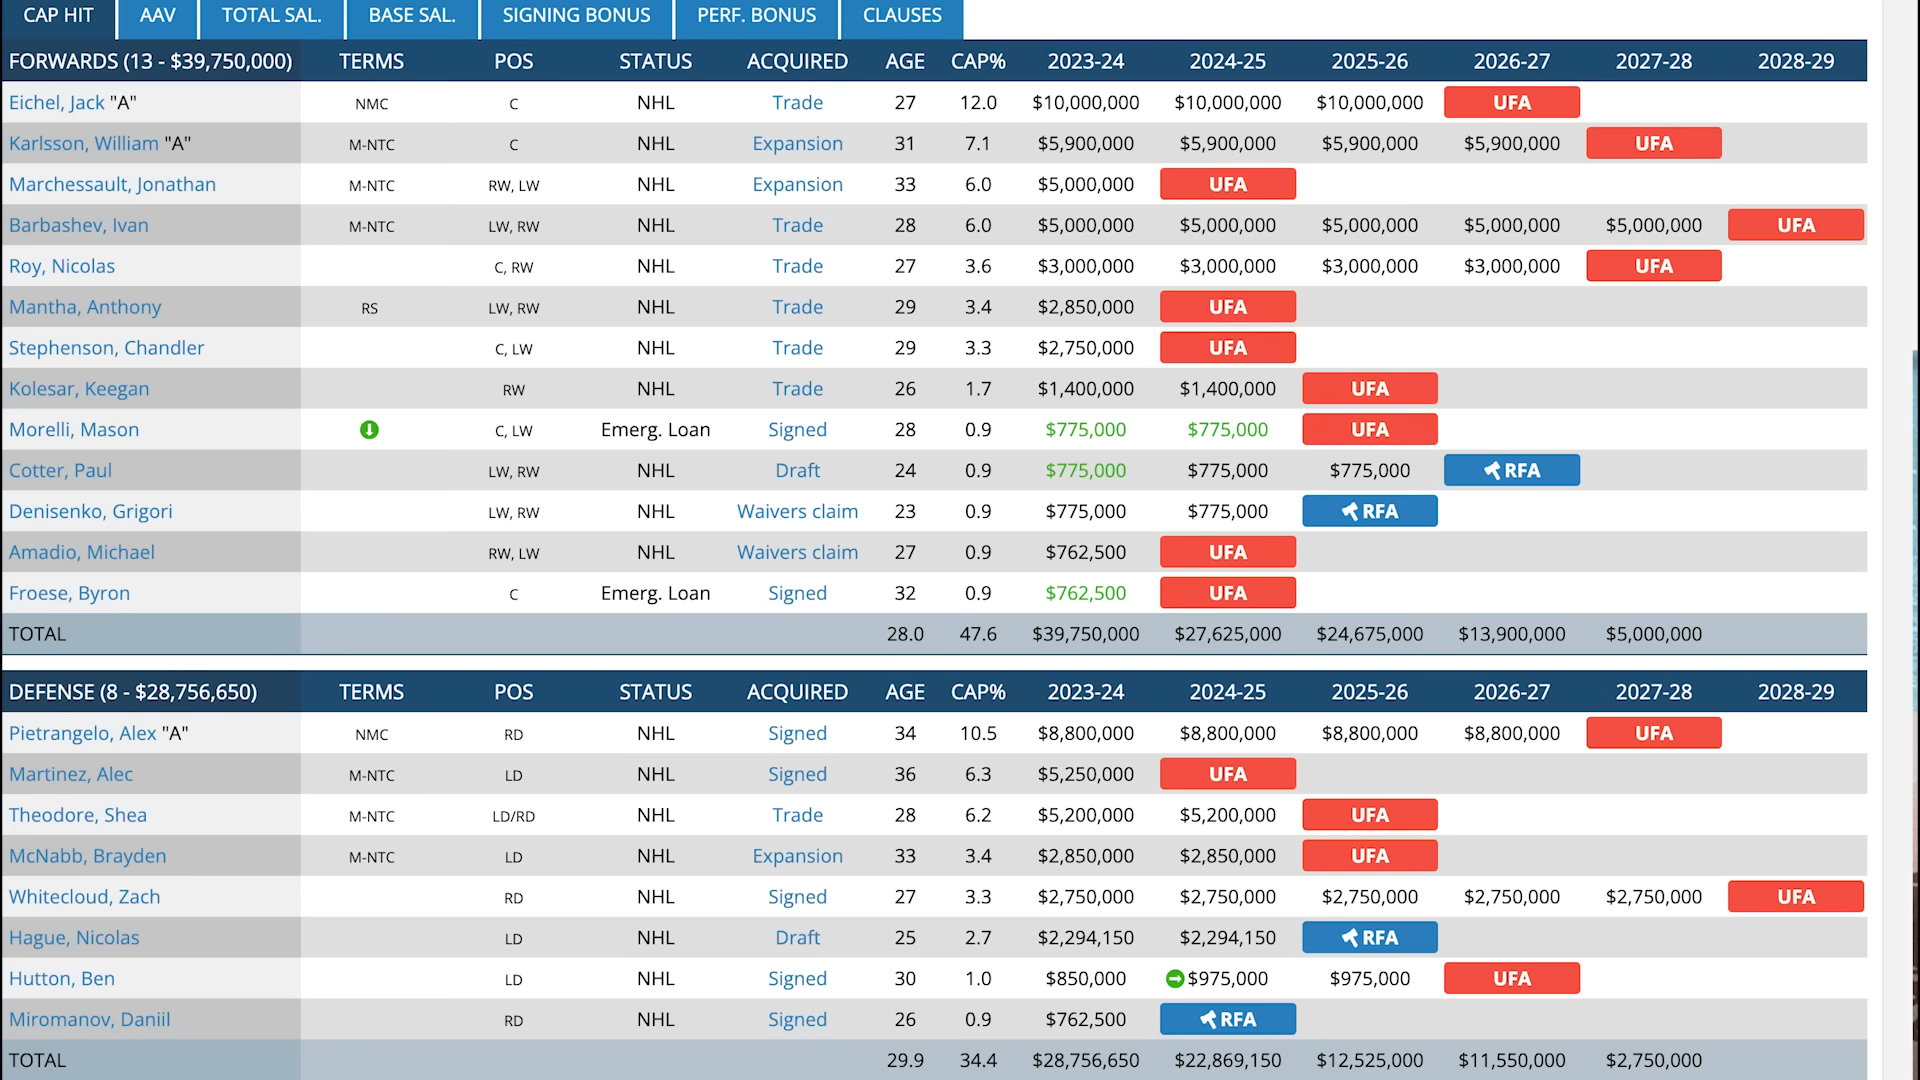 CAP HIT AAV TOTAL SAL. BASE SAL. SIGNING BONUS PERF. BONUS CLAUSES
FORWARDS (13 - $39,750,000) TERMS POS STATUS ACQUIRED AGE CAP% 2023-24 2024-25 2025-26 2026-27 2027-28 2028-29
Eichel, Jack "A" NMC C NHL Trade 27 12.0 $10,000,000 $10,000,000 $10,000,000 UFA
Karlsson, William "A" M-NTC C NHL Expansion 31 7.1 $5,900,000 $5,900,000 $5,900,000 $5,900,000 UFA
Marchessault, Jonathan M-NTC RW, LW NHL Expansion 33 6.0 $5,000,000 UFA
Barbashev, Ivan M-NTC LW, RW NHL Trade 28 6.0 $5,000,000 $5,000,000 $5,000,000 $5,000,000 $5,000,000 UFA
Roy, Nicolas C, RW NHL Trade 27 3.6 $3,000,000 $3,000,000 $3,000,000 $3,000,000 UFA
Mantha, Anthony RS LW, RW NHL Trade 29 3.4 $2,850,000 UFA
Stephenson, Chandler C, LW NHL Trade 29 3.3 $2,750,000 UFA
Kolesar, Keegan RW NHL Trade 26 1.7 $1,400,000 $1,400,000 UFA
Morelli, Mason C, LW Emerg. Loan Signed 28 0.9 $775,000 $775,000 UFA
Cotter, Paul LW, RW NHL Draft 24 0.9 $775,000 $775,000 $775,000 RFA
Denisenko, Grigori LW, RW NHL Waivers claim 23 0.9 $775,000 $775,000 RFA
Amadio, Michael RW, LW NHL Waivers claim 27 0.9 $762,500 UFA
Froese, Byron C Emerg. Loan Signed 32 0.9 $762,500 UFA
TOTAL 28.0 47.6 $39,750,000 $27,625,000 $24,675,000 $13,900,000 $5,000,000
DEFENSE (8 - $28,756,650) TERMS POS STATUS ACQUIRED AGE CAP% 2023-24 2024-25 2025-26 2026-27 2027-28 2028-29
Pietrangelo, Alex "A" NMC RD NHL Signed 34 10.5 $8,800,000 $8,800,000 $8,800,000 $8,800,000 UFA
Martinez, Alec M-NTC LD NHL Signed 36 6.3 $5,250,000 UFA
Theodore, Shea M-NTC LD/RD NHL Trade 28 6.2 $5,200,000 $5,200,000 UFA
McNabb, Brayden M-NTC LD NHL Expansion 33 3.4 $2,850,000 $2,850,000 UFA
Whitecloud, Zach RD NHL Signed 27 3.3 $2,750,000 $2,750,000 $2,750,000 $2,750,000 $2,750,000 UFA
Hague, Nicolas LD NHL Draft 25 2.7 $2,294,150 $2,294,150 RFA
Hutton, Ben LD NHL Signed 30 1.0 $850,000 $975,000 $975,000 UFA
Miromanov, Daniil RD NHL Signed 26 0.9 $762,500 RFA
TOTAL 29.9 34.4 $28,756,650 $22,869,150 $12,525,000 $11,550,000 $2,750,000